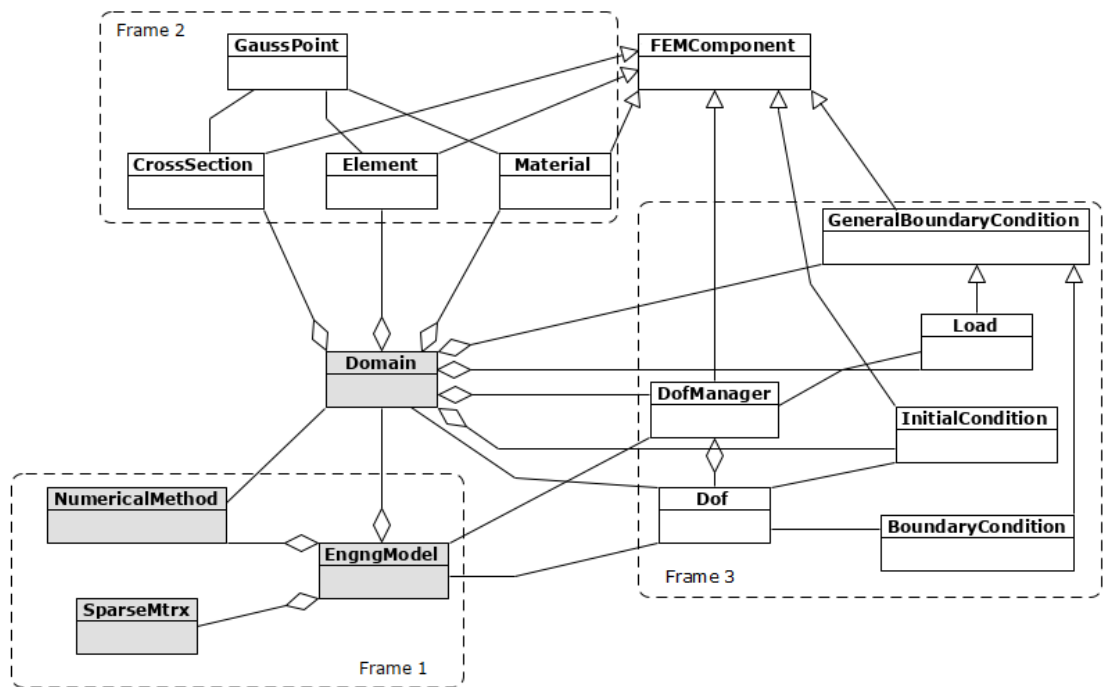 Frame 2
GaussPoint
FEMComponent
CrossSection
Element
Material
GeneralBoundaryCondition
Load
Domain
DofManager
InitialCondition
NumericalMethod
Dof
BoundaryCondition
EngngModel
Frame 3
SparseMtrx
Frame 1